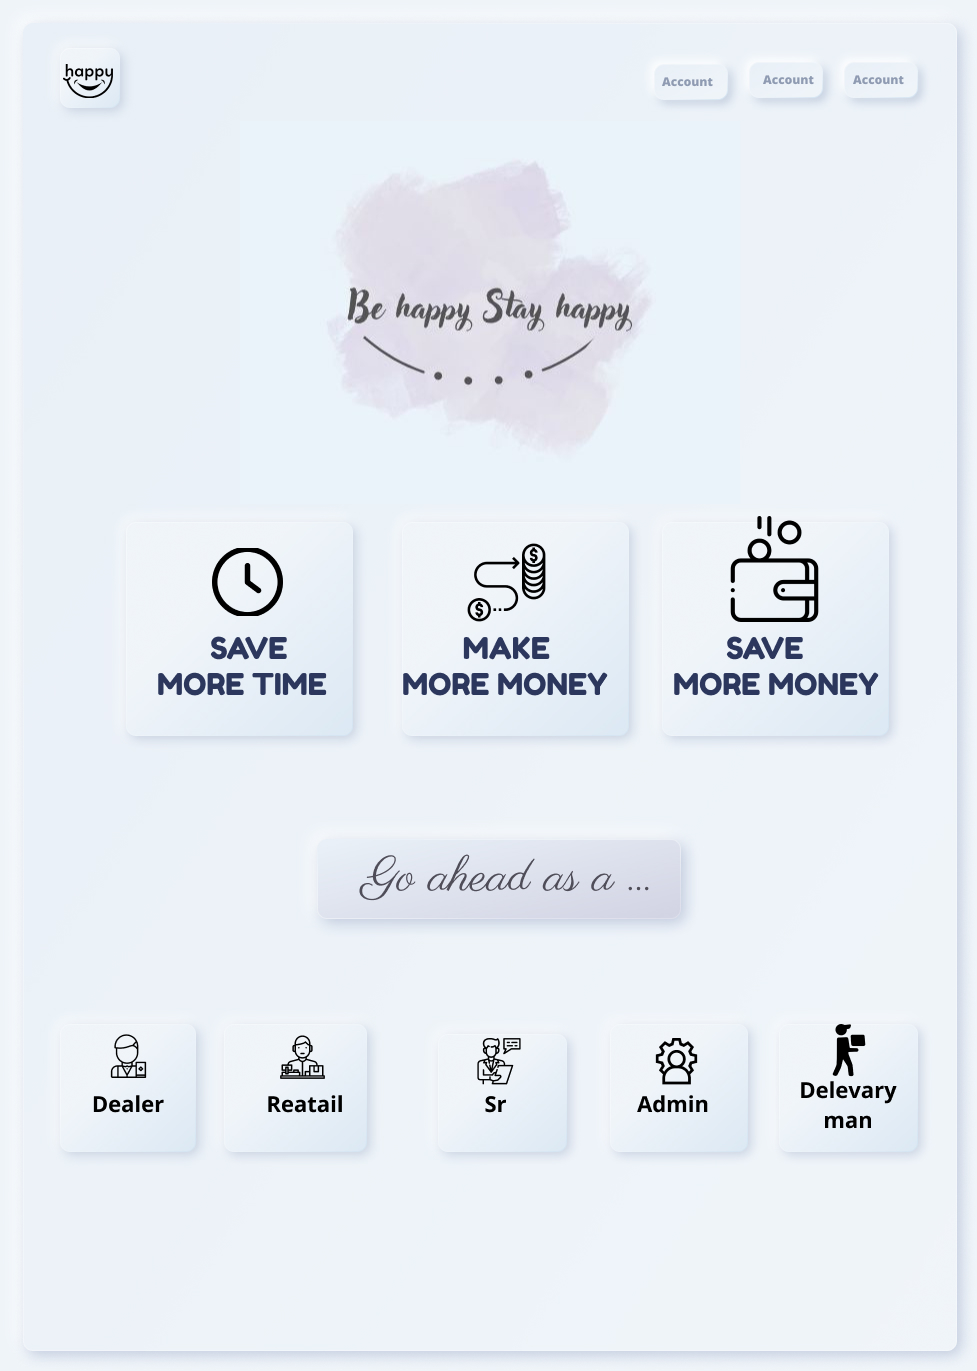 happy
Account
Account
Account
Be happy Stay happy
SAVE
MORE TIME
MAKE
MORE MONEY
SAVE
MORE MONEY
Go ahead as a ...
Dealer
Reatail
Sr
Admin
Delevary
man